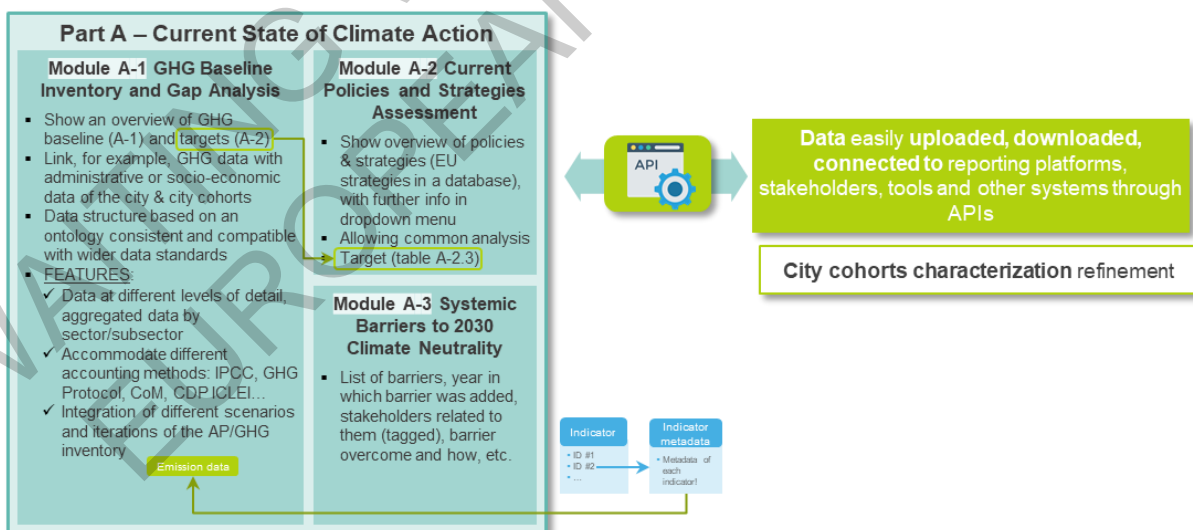 Part A – Current State of Climate Action
Module A-1 GHG Baseline
Inventory and Gap Analysis
▪ Show an overview of GHG
baseline (A-1) and targets (A-2)
▪ Link, for example, GHG data with
administrative or socio-economic
data of the city & city cohorts
▪ Data structure based on an
ontology consistent and compatible
with wider data standards
▪ FEATURES:
✓ Data at different levels of detail,
aggregated data by
sector/subsector
✓ Accommodate different
accounting methods: IPCC, GHG
Protocol, CoM, CDP ICLEI…
✓ Integration of different scenarios
and iterations of the AP/GHG
inventory
Emission data
Module A-2 Current
Policies and Strategies
Assessment
▪ Show overview of policies
& strategies (EU
strategies in a database),
with further info in
dropdown menu
▪ Allowing common analysis
▪ Target (table A-2.3)
Module A-3 Systemic
Barriers to 2030
Climate Neutrality
▪ List of barriers, year in
which barrier was added,
stakeholders related to
them (tagged), barrier
overcome and how, etc.
API
Data easily uploaded, downloaded,
connected to reporting platforms,
stakeholders, tools and other systems through
APIs
City cohorts characterization refinement
Indicator
• ID #1
• ID #2
• …
Indicator
metadata
• Metadata of
each
indicator!
WAITING
EUROPEAN